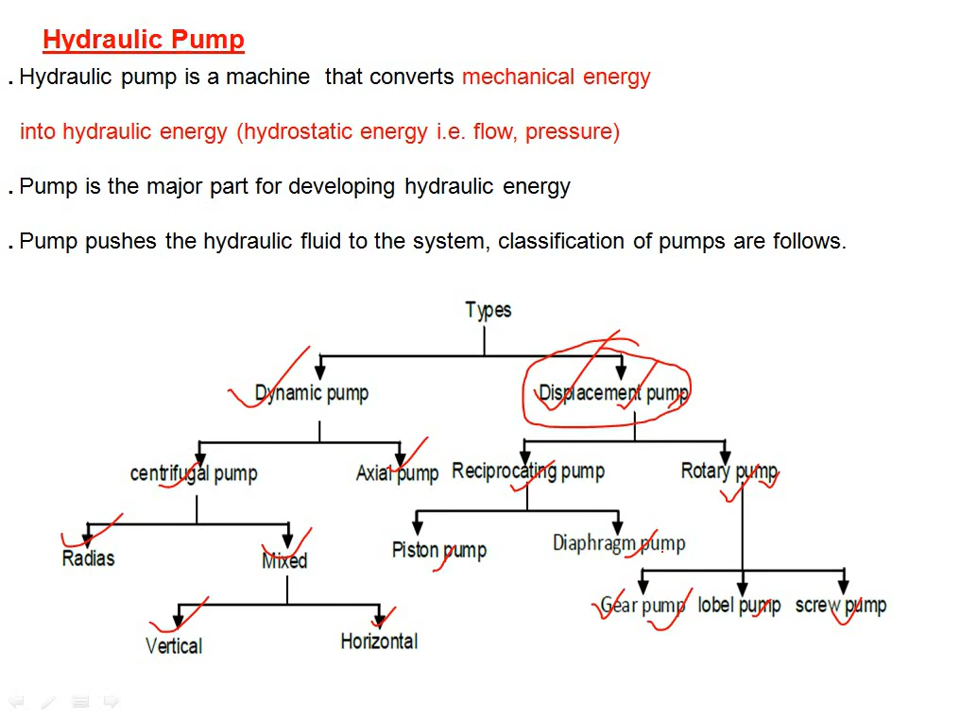 Hydraulic Pump
. Hydraulic pump is a machine that converts mechanical energy
into hydraulic energy (hydrostatic energy i.e. flow, pressure)
. Pump is the major part for developing hydraulic energy
. Pump pushes the hydraulic fluid to the system, classification of pumps are follows.
Types
Dynamic pump Displacement pump
centrifugal pump Axial pump Reciprocating pump Rotary pump
Radias Mixed Piston pump Diaphragm pump
Gear pump lobel pump screw pump
Vertical Horizontal